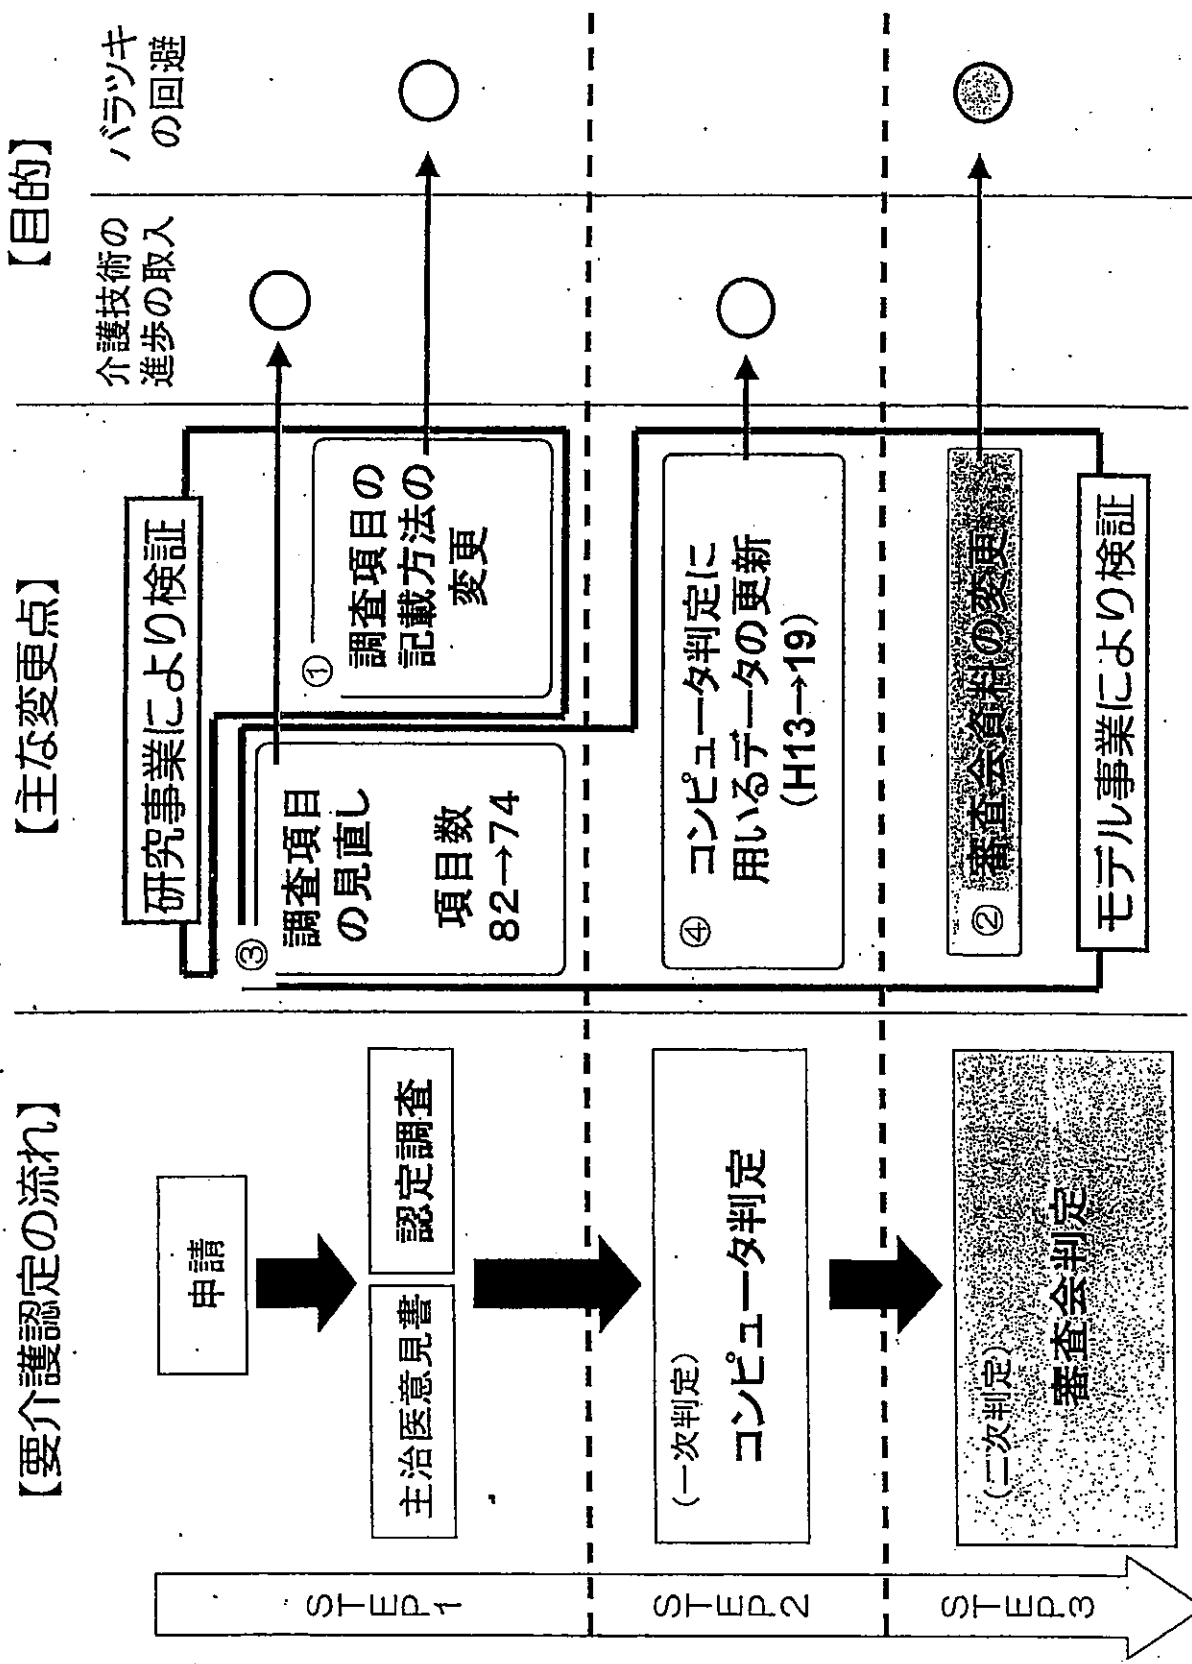 【要介護認定の流れ】
【主な変更点】
【目的】
介護技術の
進歩の取入
バラツキ
の回避
STEP1
申請
主治医意見書
認定調査
研究事業により検証
③
調査項目
の見直し
項目数
82→74
①
調査項目の
記載方法の
変更
STEP2
(一次判定)
コンピュータ判定
④
コンピュータ判定に
用いるデータの更新
(H13→19)
STEP3
(二次判定)
審査会判定
②
審査会資料の変更
モデル事業により検証